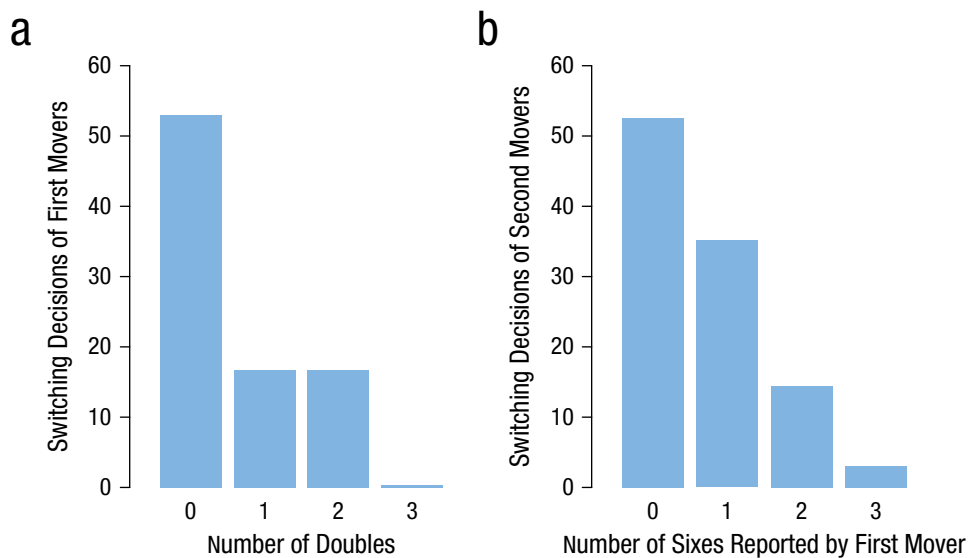 a
Switching Decisions of First Movers
60
50
40
30
20
10
0
0 1 2 3
Number of Doubles
b
Switching Decisions of Second Movers
60
50
40
30
20
10
0
0 1 2 3
Number of Sixes Reported by First Mover